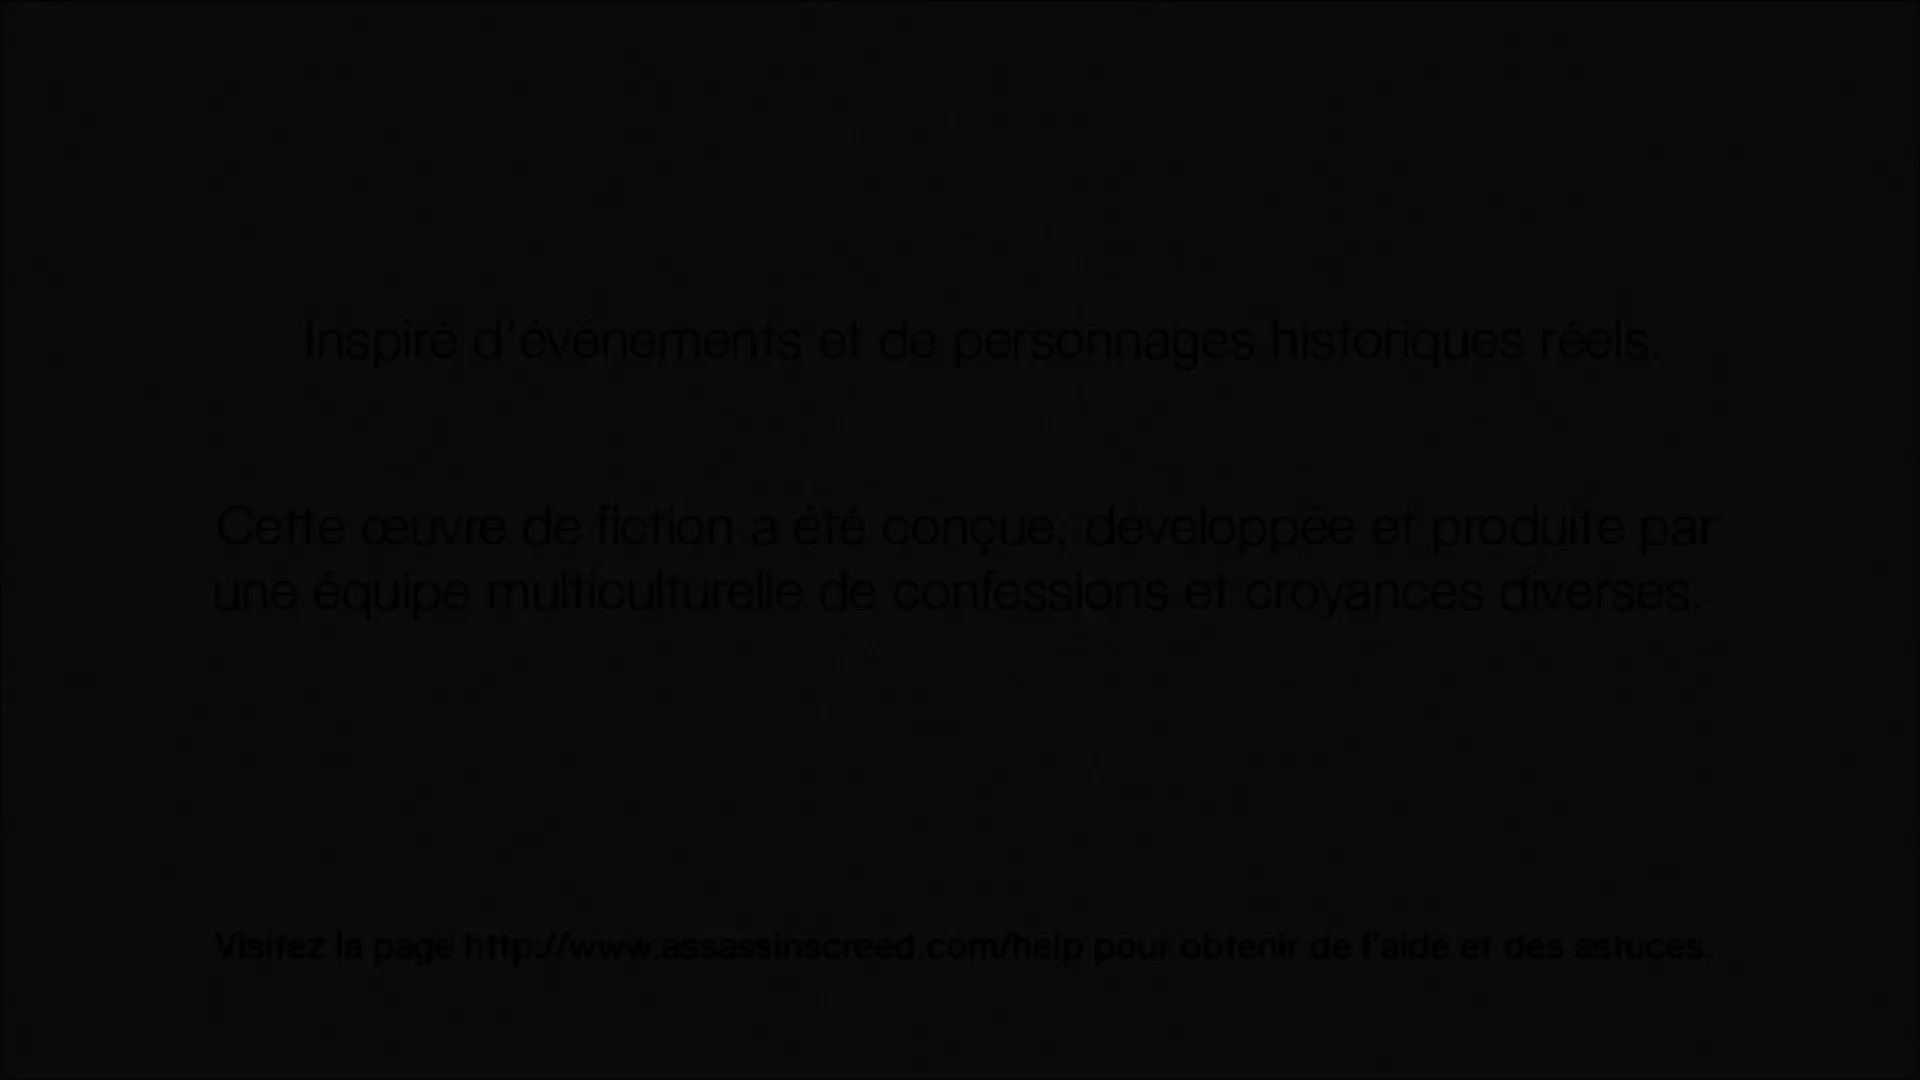 Inspiré d'événements et de personnages historiques réels.
Cette œuvre de fiction a été conçue, développée et produite par
une équipe multiculturelle de confessions et croyances diverses.
Visitez la page http://www.assassinscreed.com/help pour obtenir de l'aide et des astuces.